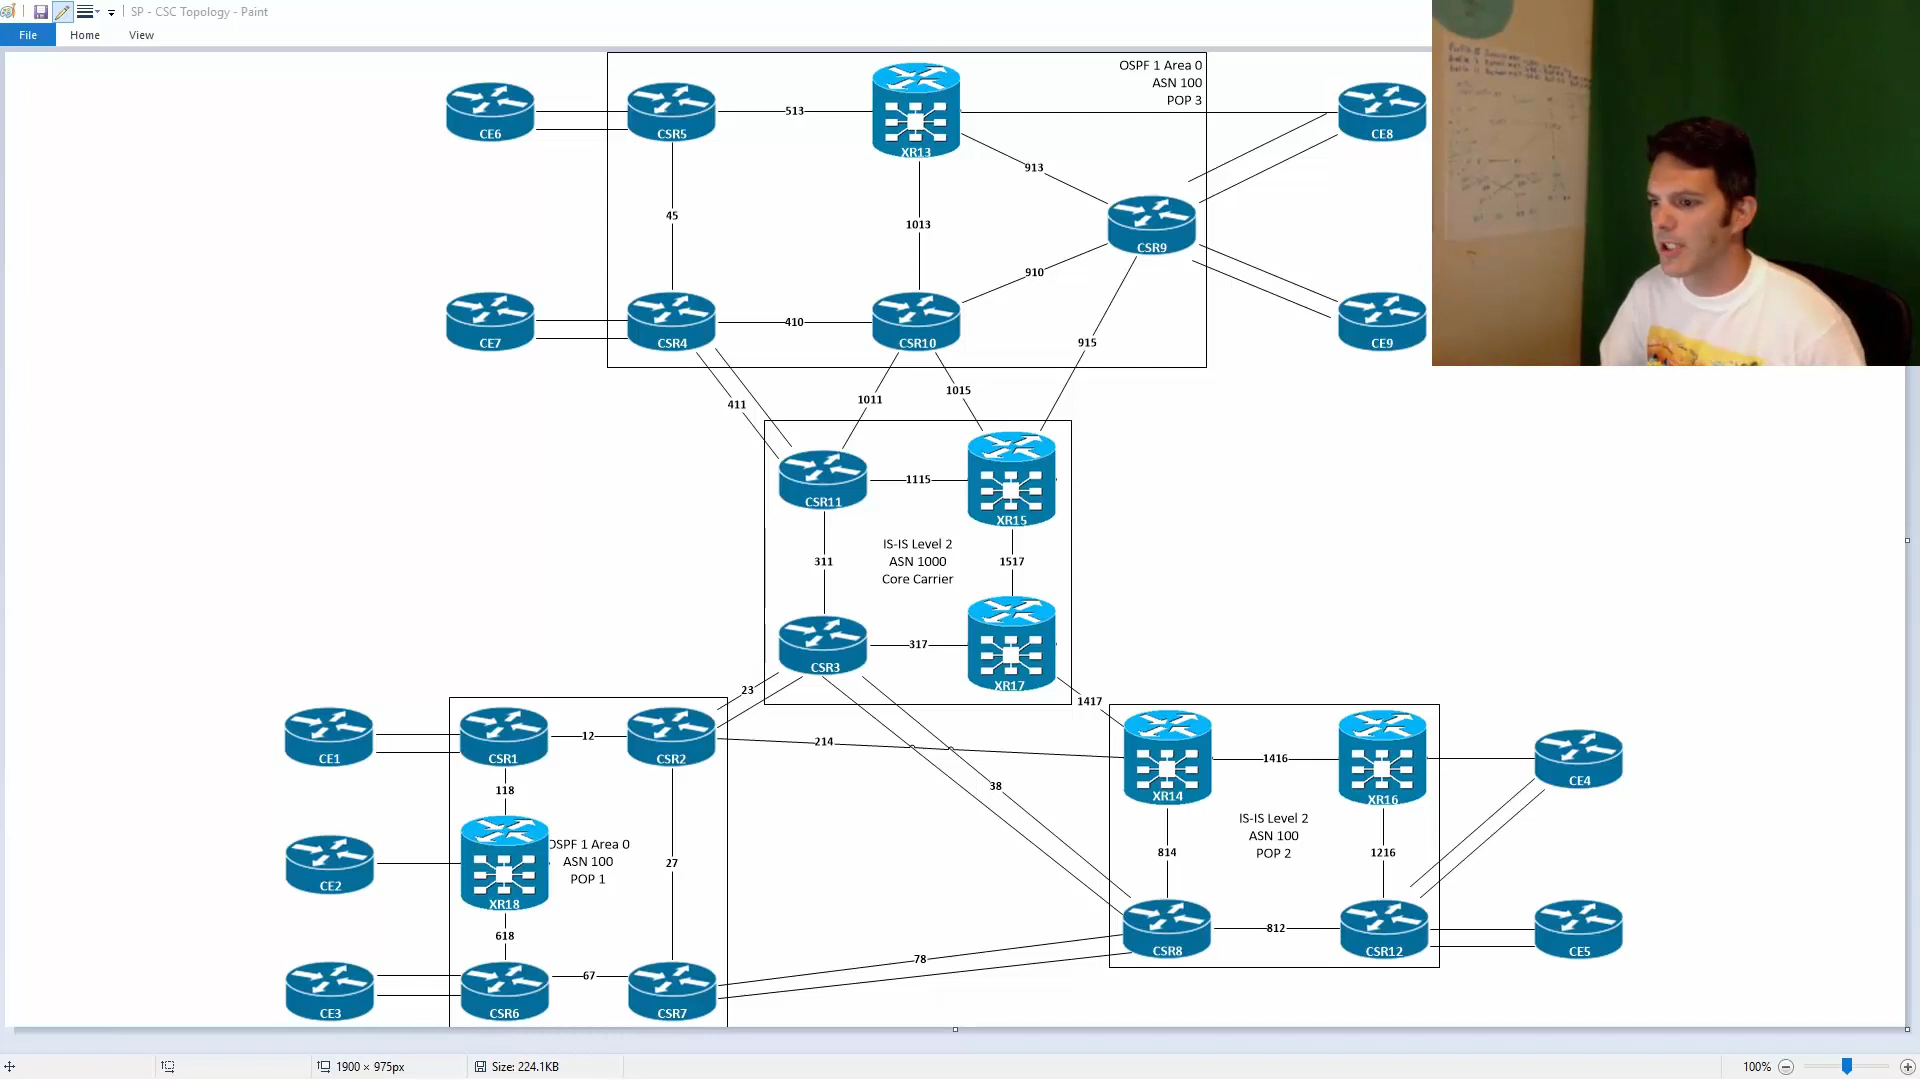 SP - CSC Topology - Paint
File
Home
View
OSPF 1 Area 0
ASN 100
POP 3
CE6
CSR5
513
XR13
CE8
913
45
1013
CSR9
910
CE7
CSR4
410
CSR10
915
CE9
411
1011
1015
CSR11
1115
XR15
IS-IS Level 2
ASN 1000
Core Carrier
311
1517
CSR3
317
XR17
23
1417
CE1
CSR1
12
CSR2
214
XR14
1416
XR16
CE4
118
38
IS-IS Level 2
ASN 100
POP 2
OSPF 1 Area 0
ASN 100
POP 1
CE2
XR18
27
814
1216
618
CSR8
812
CSR12
CE5
78
CE3
CSR6
67
CSR7
1900 × 975px
Size: 224.1KB
100%